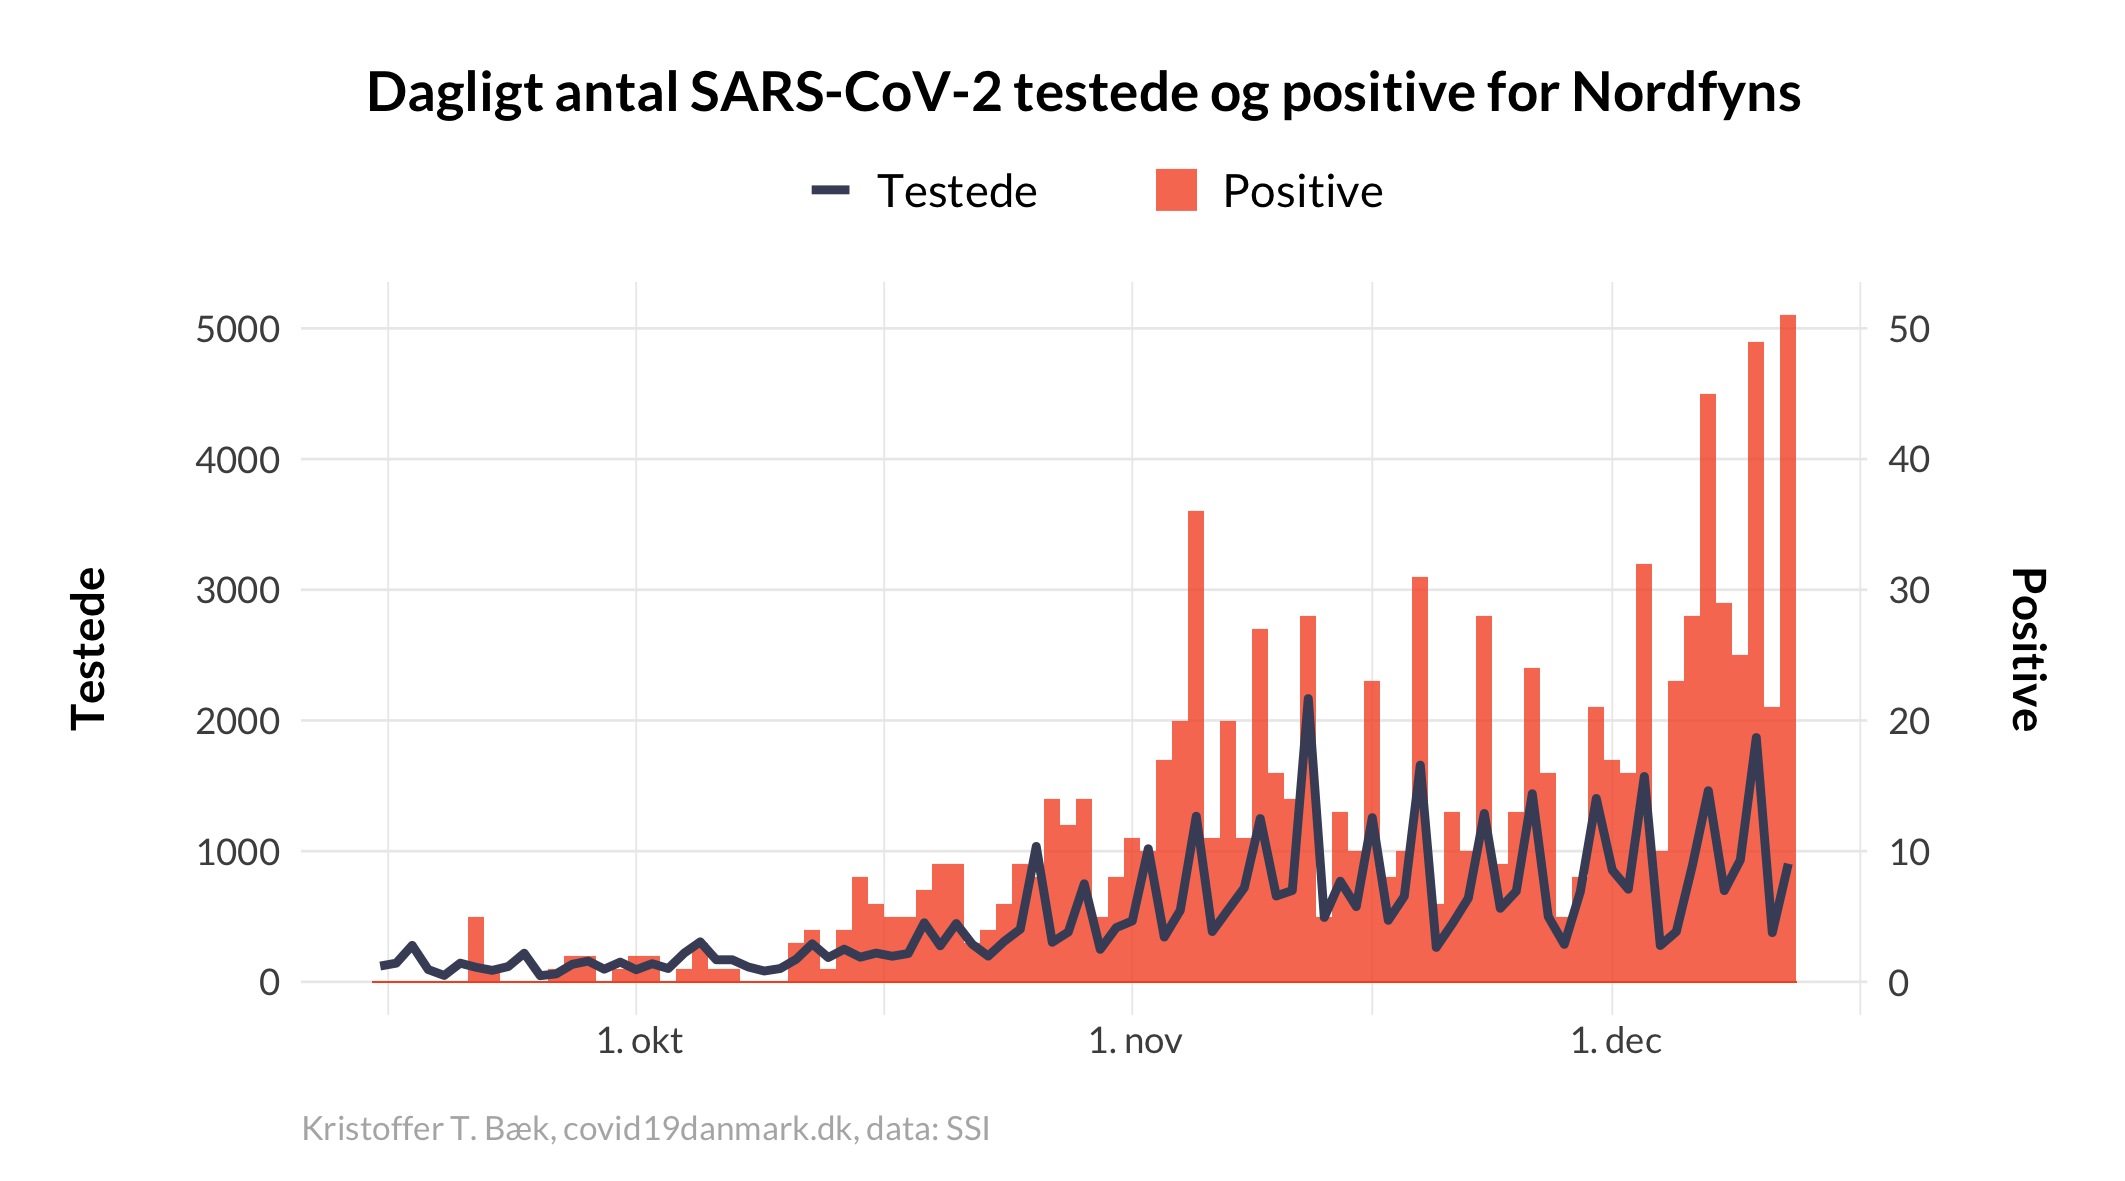 Dagligt antal SARS-CoV-2 testede og positive for Nordfyns
Testede
Positive
5000
4000
3000
2000
1000
0
Testede
50
40
30
20
10
0
Positive
1. okt
1. nov
1. dec
Kristoffer T. Bæk, covid19danmark.dk, data: SSI